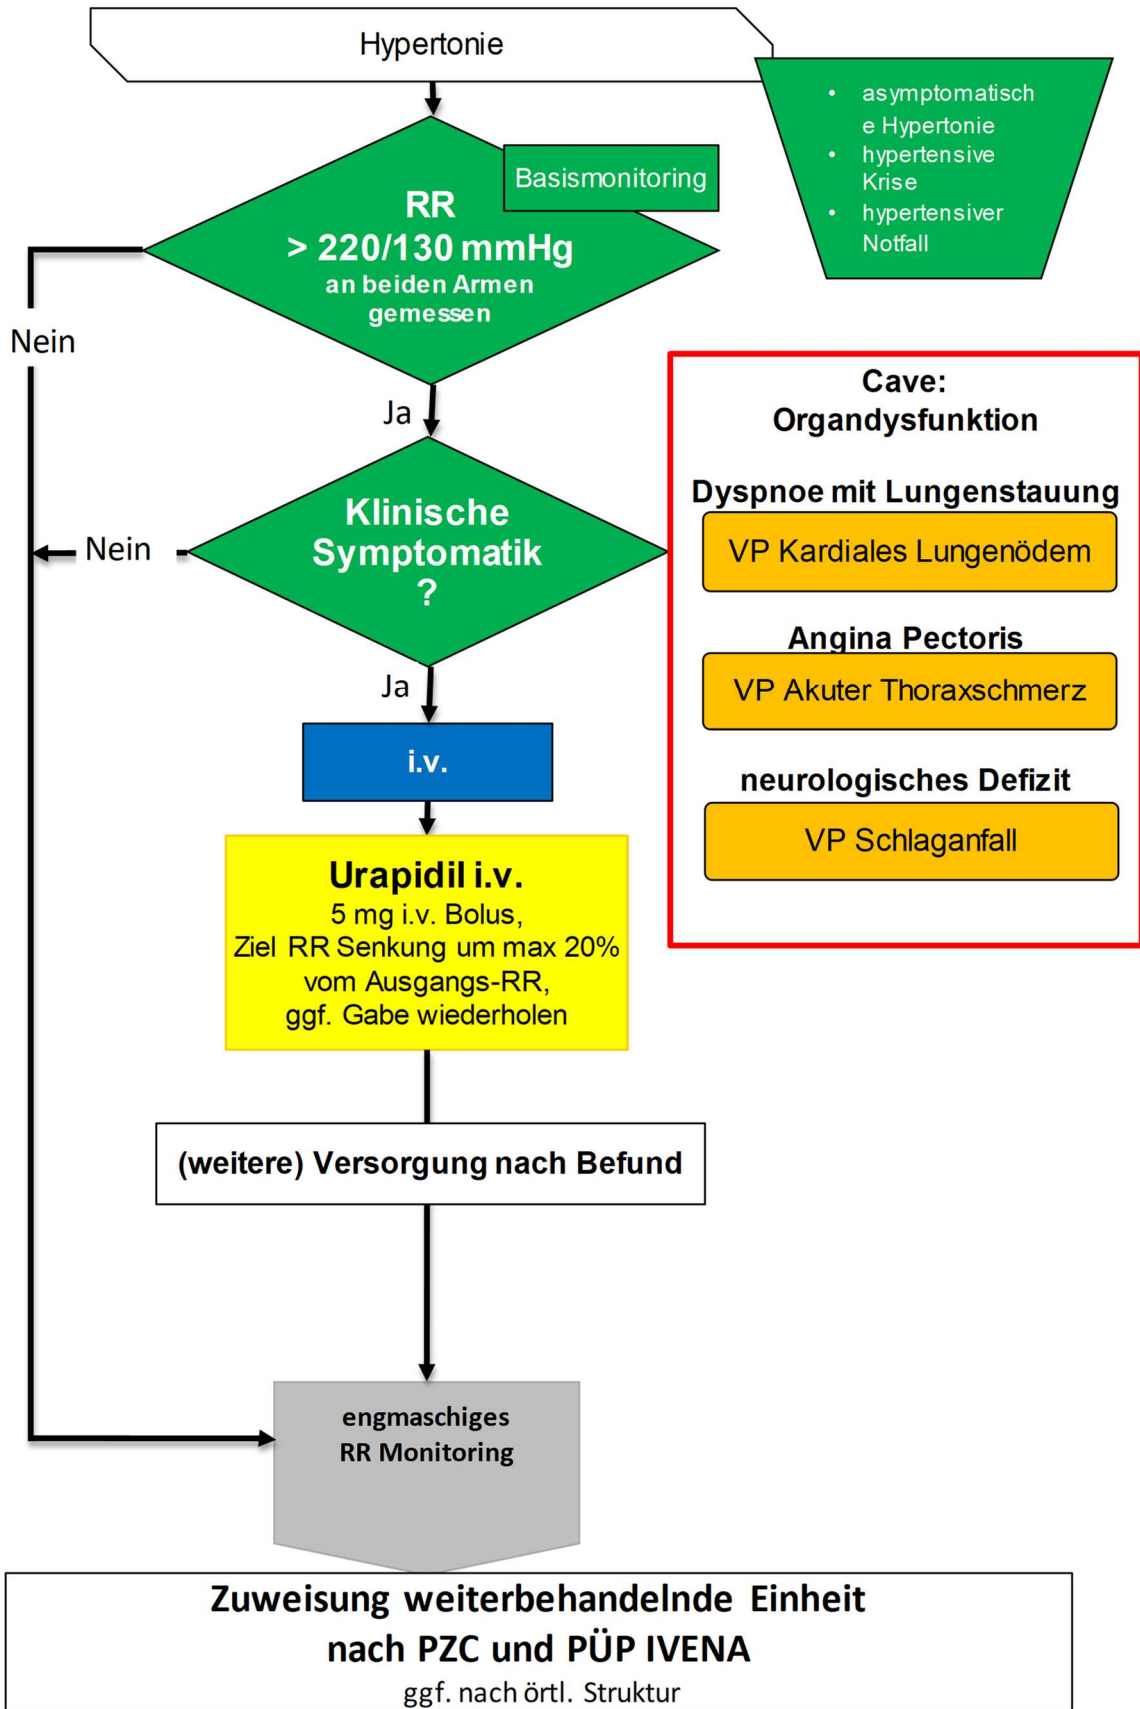 Hypertonie
• asymptomatisch
e Hypertonie
• hypertensive
Krise
• hypertensiver
Notfall
Basismonitoring
RR
> 220/130 mmHg
an beiden Armen
gemessen
Nein
Ja
Cave:
Organdysfunktion
Dyspnoe mit Lungenstauung
VP Kardiales Lungenödem
Angina Pectoris
VP Akuter Thoraxschmerz
neurologisches Defizit
VP Schlaganfall
Klinische
Symptomatik
?
Nein
Ja
i.v.
Urapidil i.v.
5 mg i.v. Bolus,
Ziel RR Senkung um max 20%
vom Ausgangs-RR,
ggf. Gabe wiederholen
(weitere) Versorgung nach Befund
engmaschiges
RR Monitoring
Zuweisung weiterbehandelnde Einheit
nach PZC und PÜP IVENA
ggf. nach örtl. Struktur